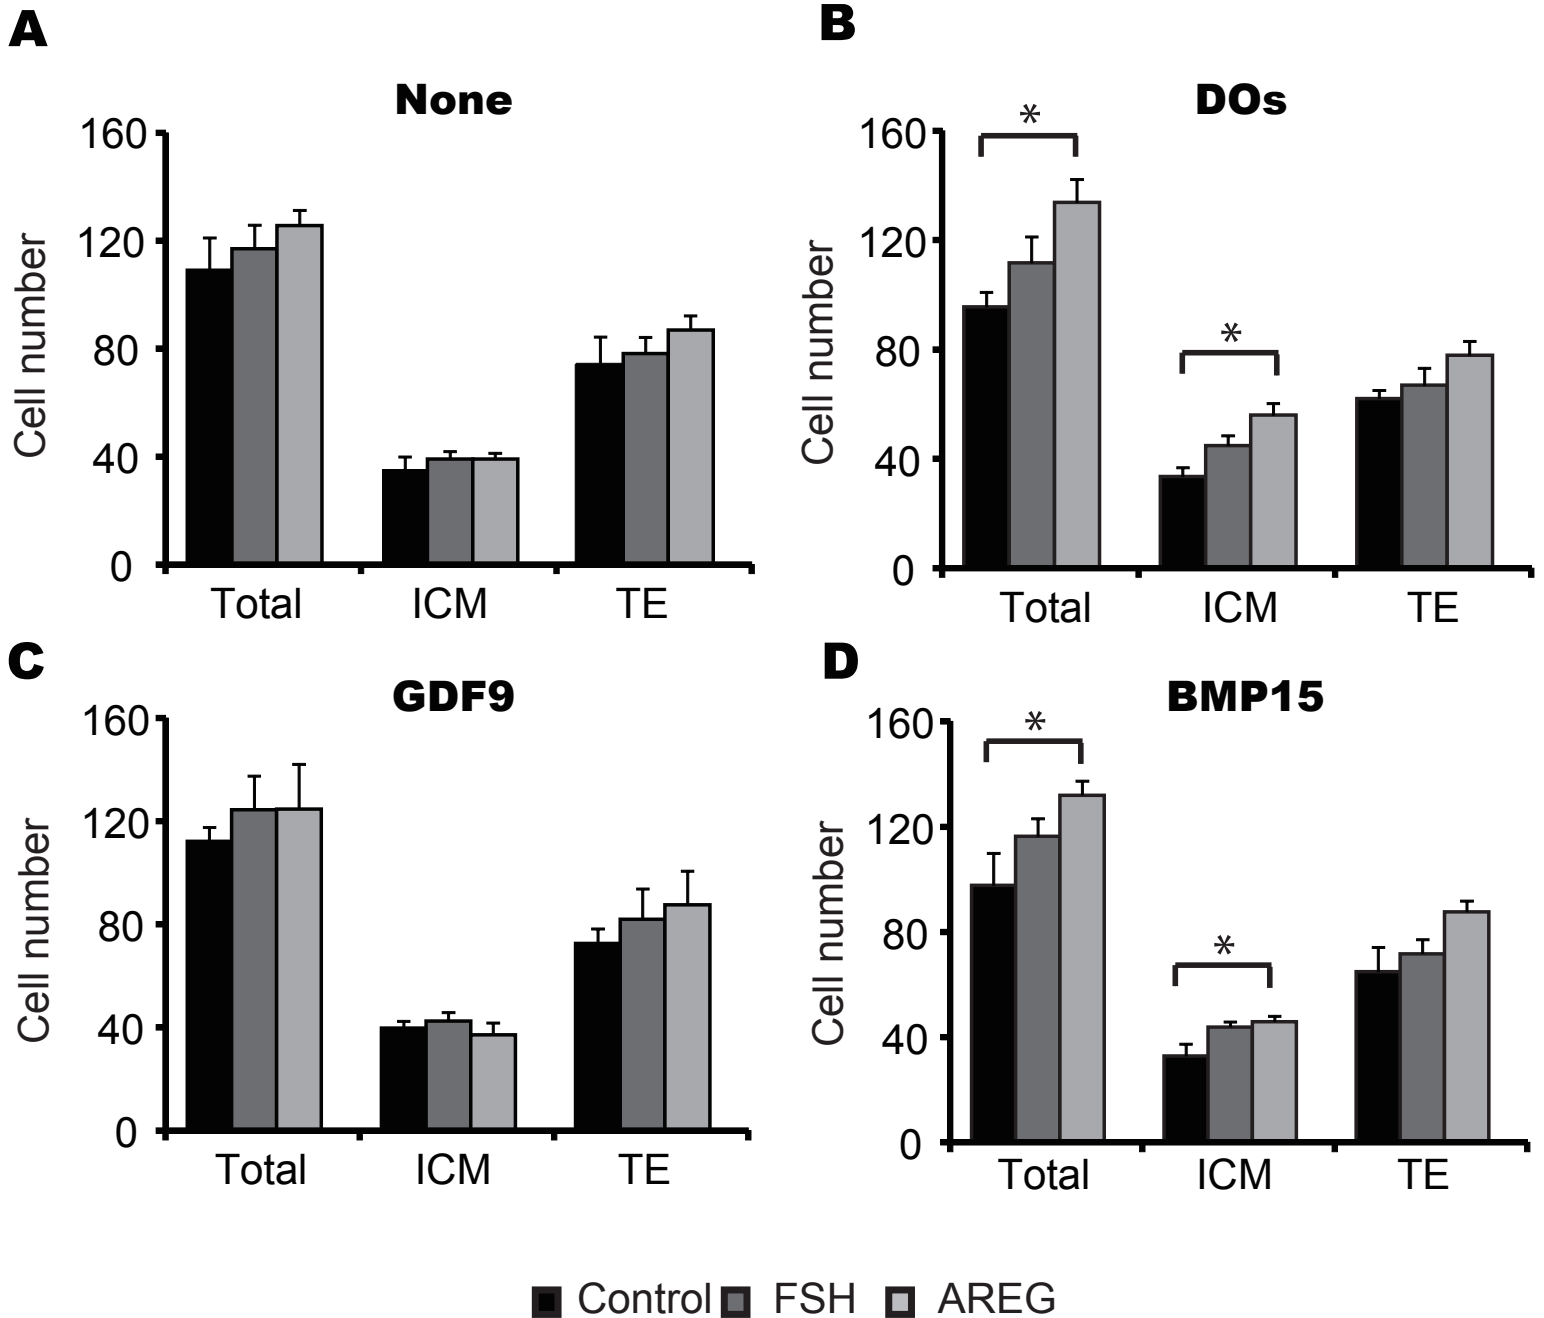 A
None
160
120
80
40
0
Cell number
Total ICM TE
B
DOs
160
120
80
40
0
Cell number
*
*
Total ICM TE
C
GDF9
160
120
80
40
0
Cell number
Total ICM TE
D
BMP15
160
120
80
40
0
Cell number
*
*
Total ICM TE
Control FSH AREG